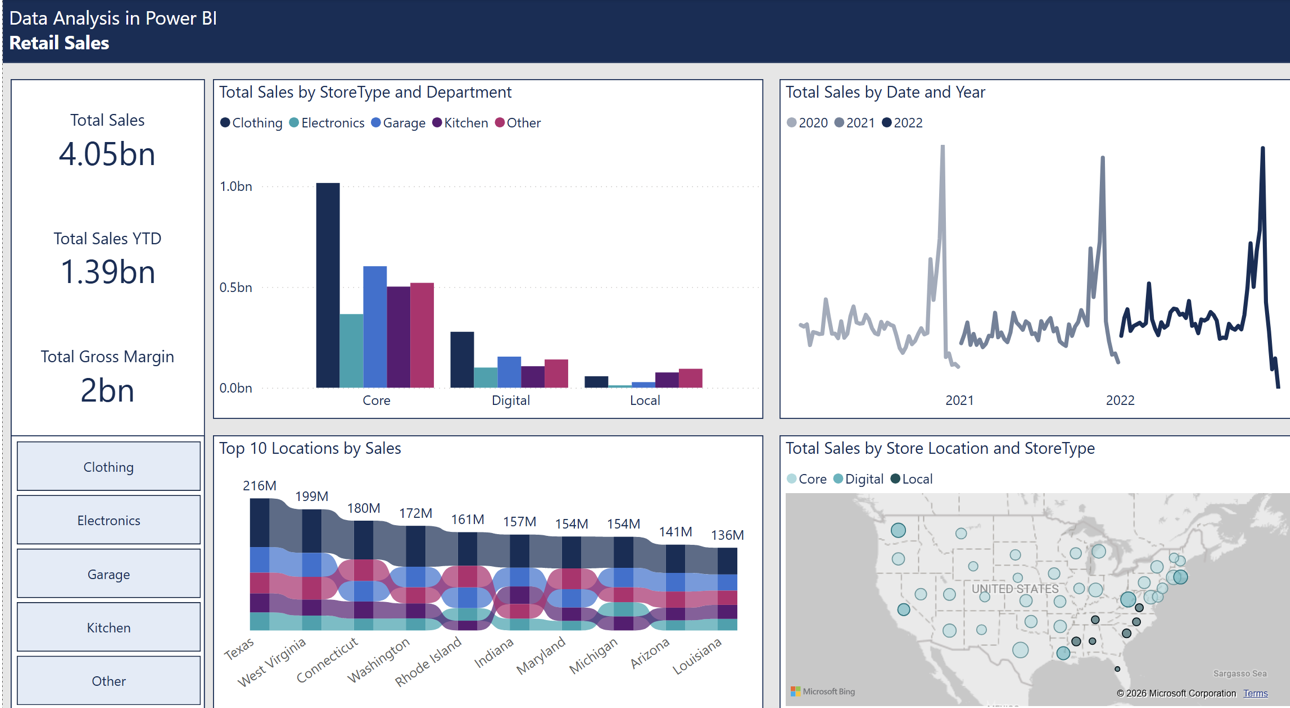 Data Analysis in Power BI
Retail Sales
Total Sales
4.05bn
Total Sales YTD
1.39bn
Total Gross Margin
2bn
Clothing
Electronics
Garage
Kitchen
Other
Total Sales by StoreType and Department
Clothing Electronics Garage Kitchen Other
1.0bn
0.5bn
0.0bn
Core Digital Local
Total Sales by Date and Year
2020 2021 2022
2021 2022
Top 10 Locations by Sales
216M 199M 180M 172M 161M 157M 154M 154M 141M 136M
Texas West Virginia Connecticut Washington Rhode Island Indiana Maryland Michigan Arizona Louisiana
Total Sales by Store Location and StoreType
Core Digital Local
UNITED STATES
Sargasso Sea
Microsoft Bing
© 2026 Microsoft Corporation Terms